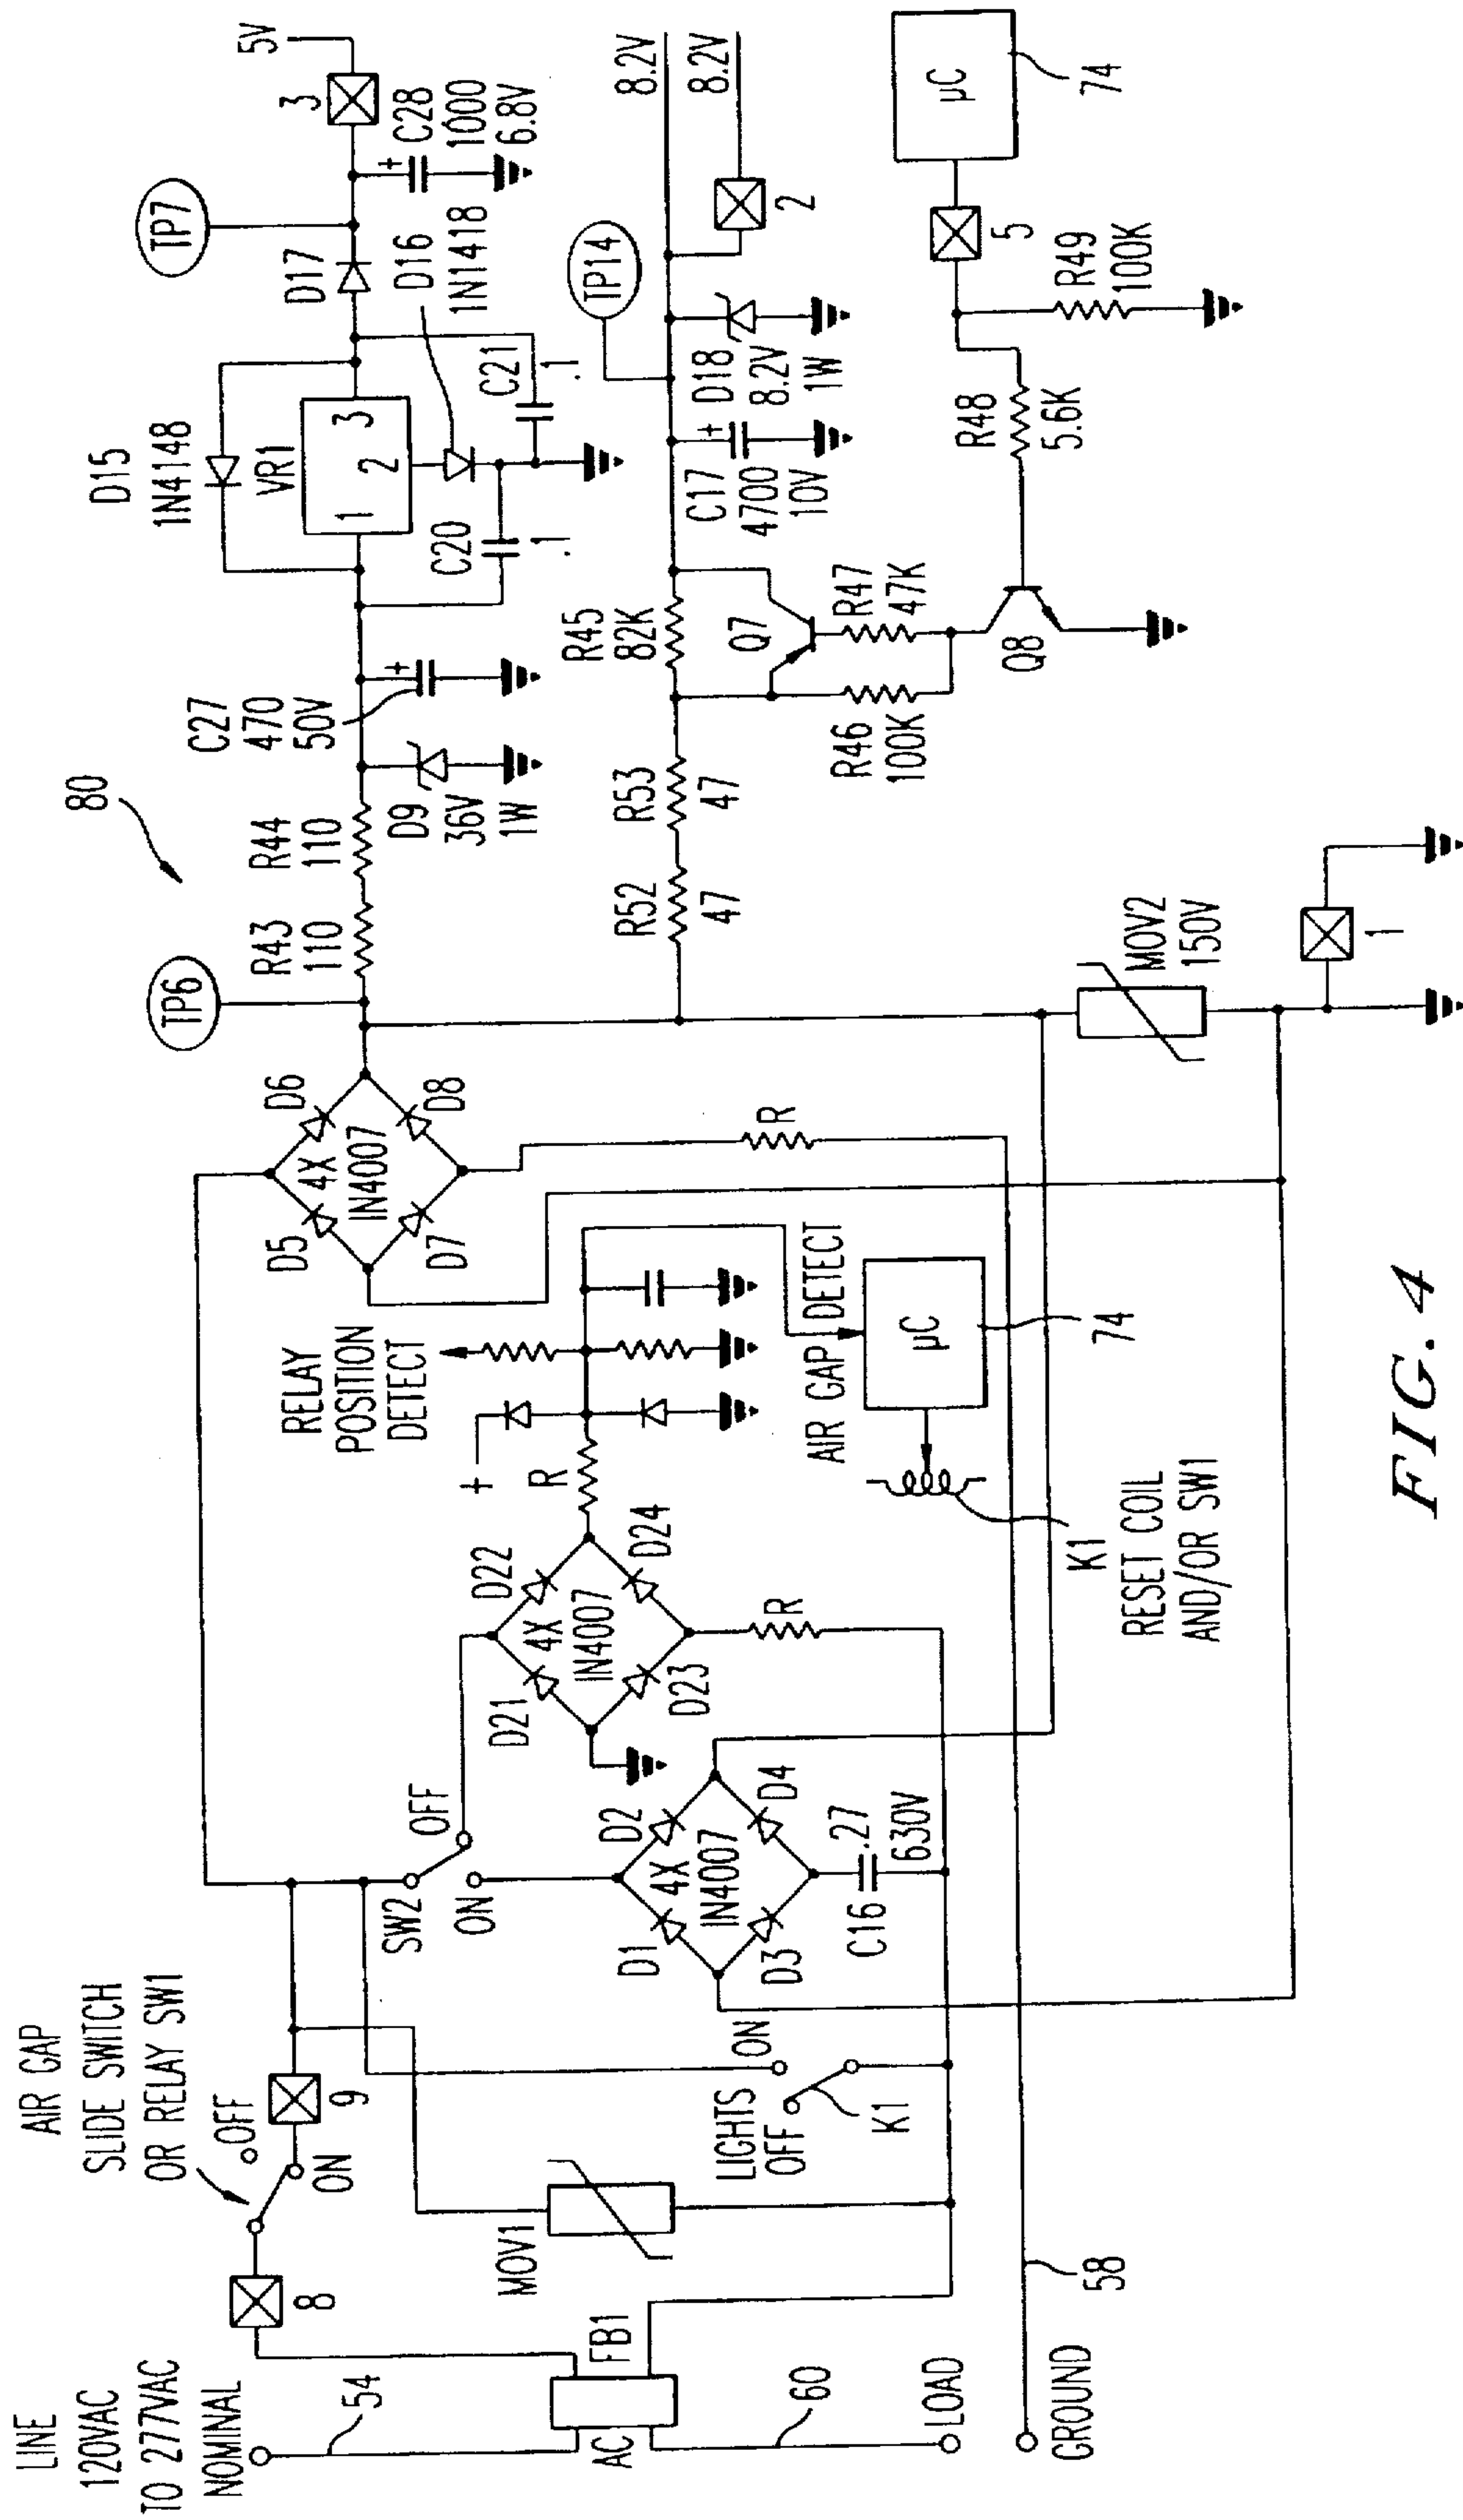 LINE
120VAC
TO 277VAC
NOMINAL
54
AC
FB1
60
LOAD
GROUND
58
8
AIR GAP
SLIDE SWITCH
OR RELAY SW1
OFF
ON
9
MOV1
LIGHTS
OFF
ON
K1
SW2
OFF
ON
D1
D2
4X
IN4007
D3
D4
C16
.27
630V
D21
D22
4X
IN4007
D23
D24
R
R
+
RELAY
POSITION
DETECT
AIR GAP DETECT
µC
74
K1
RESET COIL
AND/OR SW1
D5
D6
4X
IN4007
D7
D8
R
TP6
80
R43
110
R44
110
D9
36V
1W
C27
470
50V
+
D15
1N4148
VR1
1
2
3
C20
.1
C21
.1
D16
1N1418
D17
TP7
+
C28
1000
6.8V
3
5V
R52
47
R53
47
R45
82K
Q7
R46
100K
R47
47K
Q8
C17
4700
10V
+
D18
8.2V
1W
TP14
8.2V
8.2V
2
R48
5.6K
R49
100K
5
µC
74
MOV2
150V
1
FIG. 4